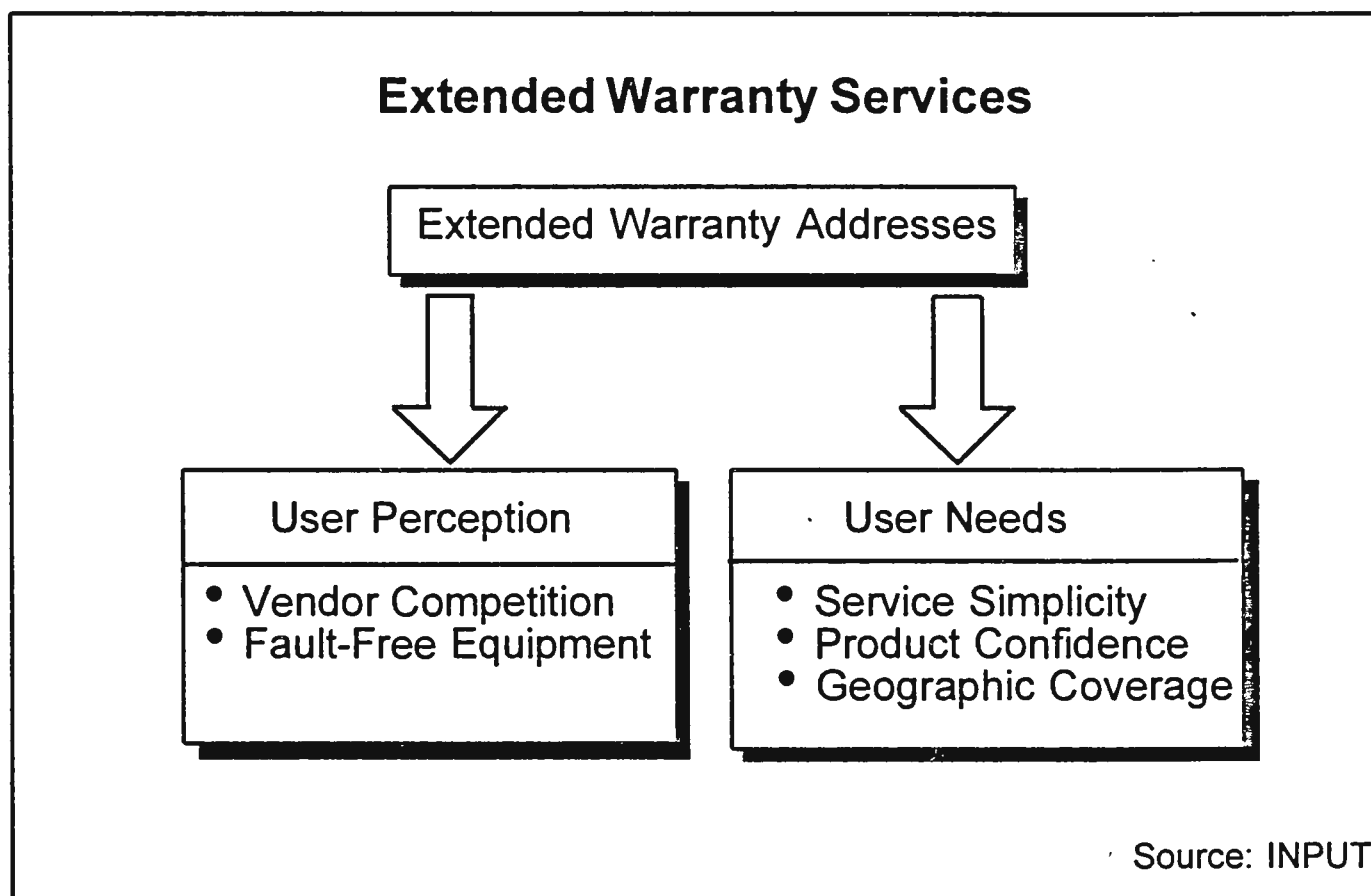 Extended Warranty Services
Extended Warranty Addresses
User Perception
• Vendor Competition
• Fault-Free Equipment
User Needs
• Service Simplicity
• Product Confidence
• Geographic Coverage
Source: INPUT